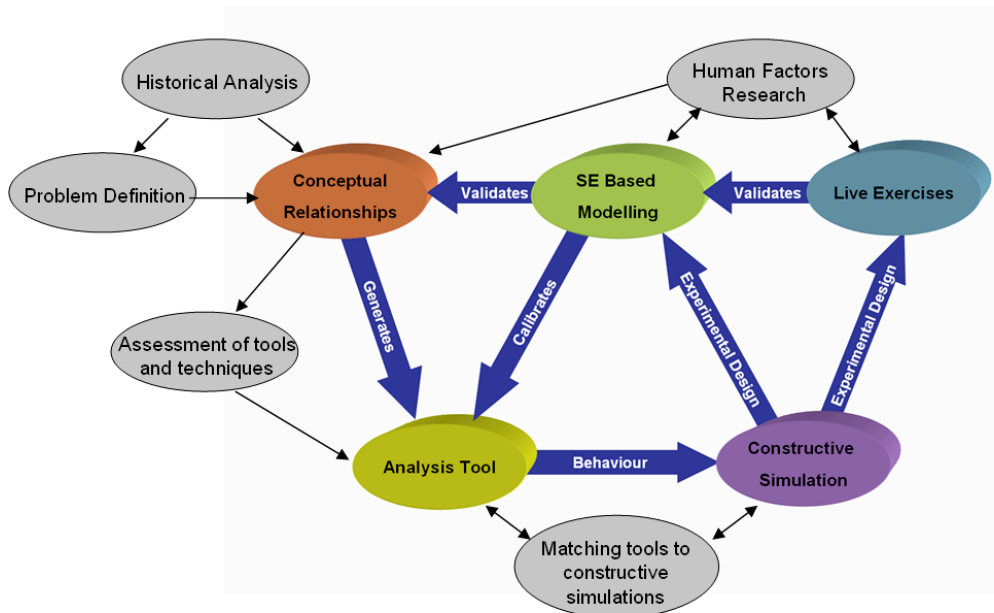 Historical Analysis
Human Factors
Research
Problem Definition
Conceptual
Relationships
Validates
SE Based
Modelling
Validates
Live Exercises
Generates
Calibrates
Experimental Design
Experimental Design
Assessment of tools
and techniques
Analysis Tool
Behaviour
Constructive
Simulation
Matching tools to
constructive
simulations